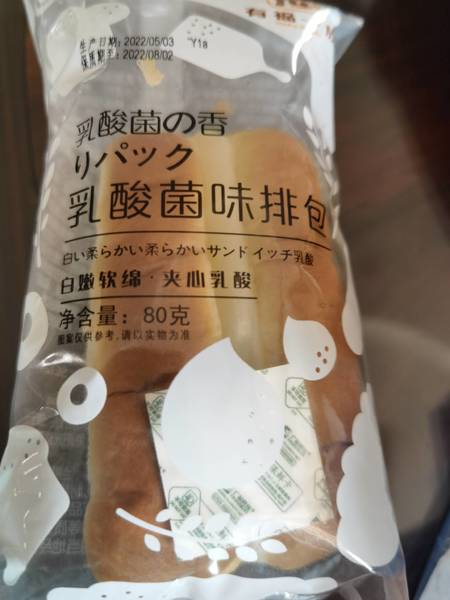 生产日期: 2022/05/03 Y18
保质期至: 2022/08/02
乳酸菌の香
りパック
乳酸菌味排包
白い柔らかい柔らかいサンドイッチ乳酸
白嫩软绵·夹心乳酸
净含量: 80克
图案仅供参考,请以实物为准